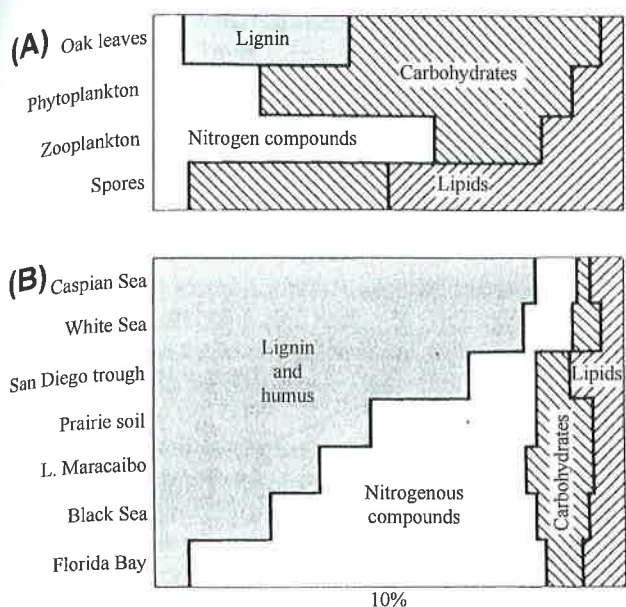 (A)
Oak leaves
Lignin
Carbohydrates
Phytoplankton
Zooplankton
Nitrogen compounds
Spores
Lipids
(B)
Caspian Sea
White Sea
Lignin
and
humus
San Diego trough
Lipids
Prairie soil
Carbohydrates
L. Maracaibo
Nitrogenous
compounds
Black Sea
Florida Bay
10%